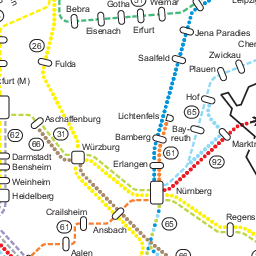 Bebra
Gotha
Weimar
Eisenach
Erfurt
51
Leipzig
Jena Paradies
26
Saalfeld
Zwickau
Fulda
Plauen
furt (M)
Hof
65
Lichtenfels
Aschaffenburg
62
31
66
Bay-
reuth
Bamberg
Würzburg
61
Darmstadt
Bensheim
Erlangen
92
Weinheim
Heidelberg
Nürnberg
Crailsheim
61
Ansbach
65
66
Regens
Aalen